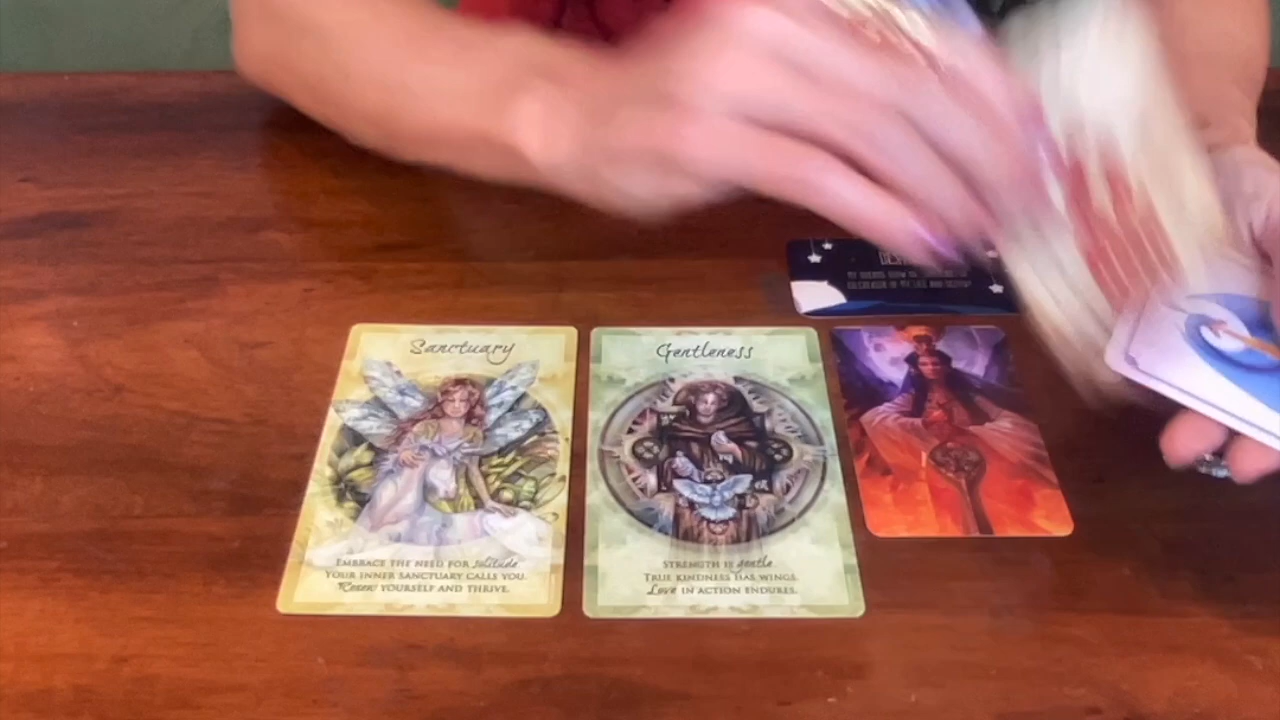 Sanctuary
EMBRACE THE NEED FOR solitude.
YOUR INNER SANCTUARY CALLS YOU.
YOURSELF AND THRIVE.
Gentleness
STRENGTH IS gentle.
TRUE KINDNESS HAS WINGS.
Love IN ACTION ENDURES.